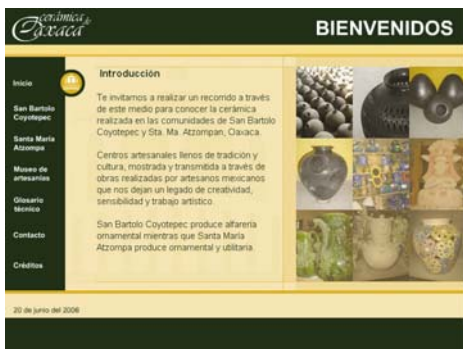 cerámica de
Oaxaca
BIENVENIDOS
Inicio
San Bartolo
Coyotepec
Santa María
Atzompa
Museo de
artesanías
Glosario
técnico
Contacto
Créditos
Introducción
Te invitamos a realizar un recorrido a través
de este medio para conocer la cerámica
realizada en las comunidades de San Bartolo
Coyotepec y Sta. Ma. Atzompan, Oaxaca.
Centros artesanales llenos de tradición y
cultura, mostrada y transmitida a través de
obras realizadas por artesanos mexicanos
que nos dejan un legado de creatividad,
sensibilidad y trabajo artístico.
San Bartolo Coyotepec produce alfarería
ornamental mientras que Santa María
Atzompa produce ornamental y utilitaria.
20 de junio del 2006